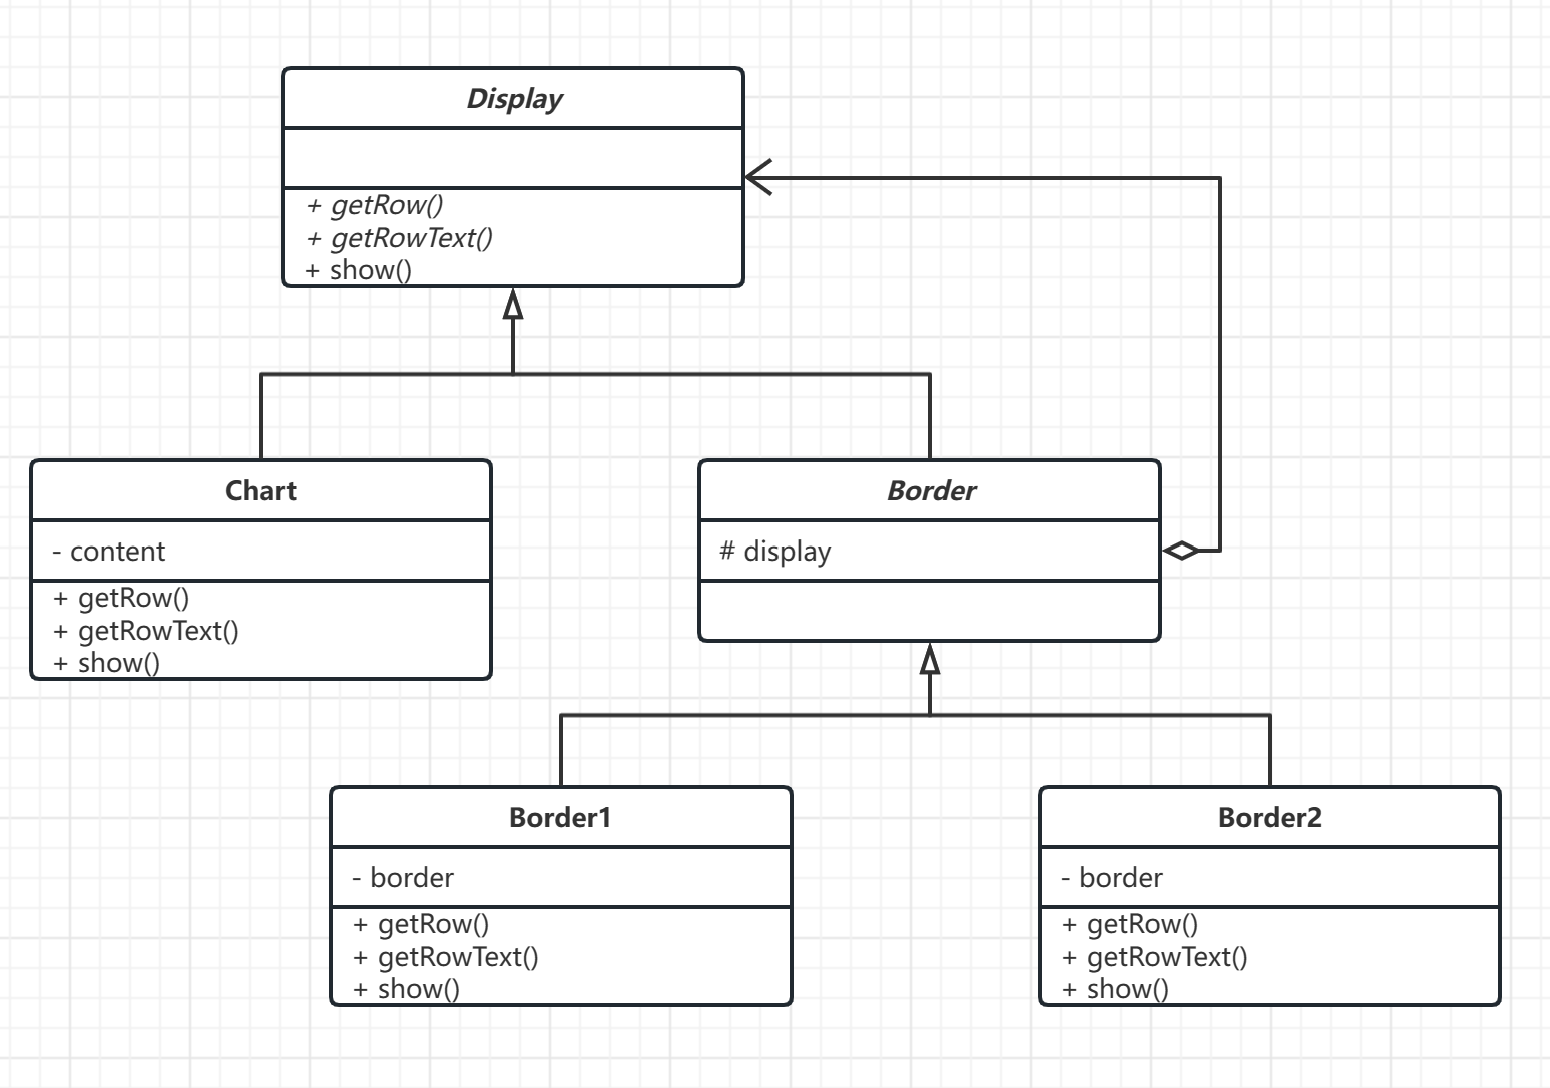 Display
+ getRow()
+ getRowText()
+ show()
Chart
- content
+ getRow()
+ getRowText()
+ show()
Border
# display
Border1
- border
+ getRow()
+ getRowText()
+ show()
Border2
- border
+ getRow()
+ getRowText()
+ show()